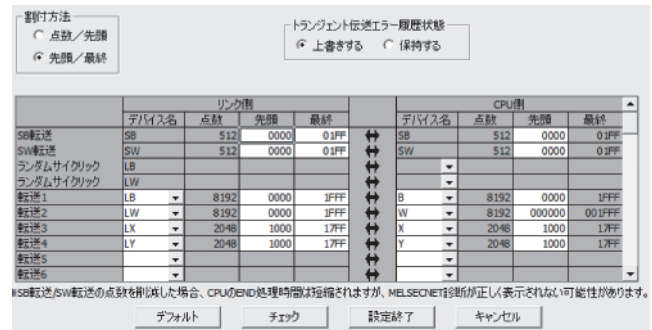 割付方法
点数/先頭
先頭/最終
トランジェント伝送エラー履歴状態
上書きする 保持する
リンク側 CPU側
デバイス名 点数 先頭 最終 デバイス名 点数 先頭 最終
SB転送 SB 512 0000 01FF SB 512 0000 01FF
SW転送 SW 512 0000 01FF SW 512 0000 01FF
ランダムサイクリック LB
ランダムサイクリック LW
転送1 LB 8192 0000 1FFF B 8192 0000 1FFF
転送2 LW 8192 0000 1FFF W 8192 000000 001FFF
転送3 LX 2048 1000 17FF X 2048 1000 17FF
転送4 LY 2048 1000 17FF Y 2048 1000 17FF
転送5
転送6
※SB転送/SW転送の点数を削減した場合、CPUのEND処理時間は短縮されますが、MELSECNET診断が正しく表示されない可能性があります。
デフォルト チェック 設定終了 キャンセル